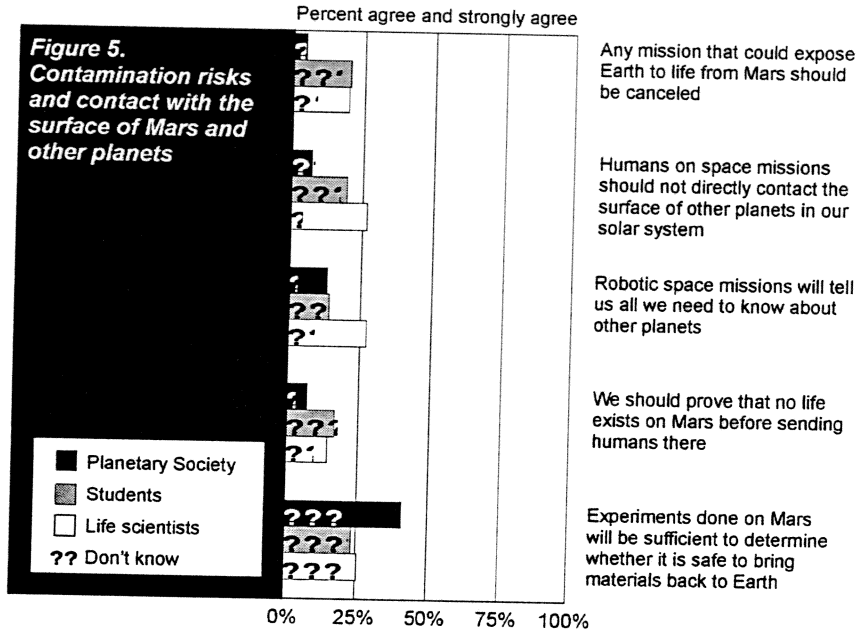 Percent agree and strongly agree
Figure 5.
Contamination risks
and contact with the
surface of Mars and
other planets
Any mission that could expose
Earth to life from Mars should
be canceled
Humans on space missions
should not directly contact the
surface of other planets in our
solar system
Robotic space missions will tell
us all we need to know about
other planets
We should prove that no life
exists on Mars before sending
humans there
Experiments done on Mars
will be sufficient to determine
whether it is safe to bring
materials back to Earth
Planetary Society
Students
Life scientists
?? Don't know
0% 25% 50% 75% 100%